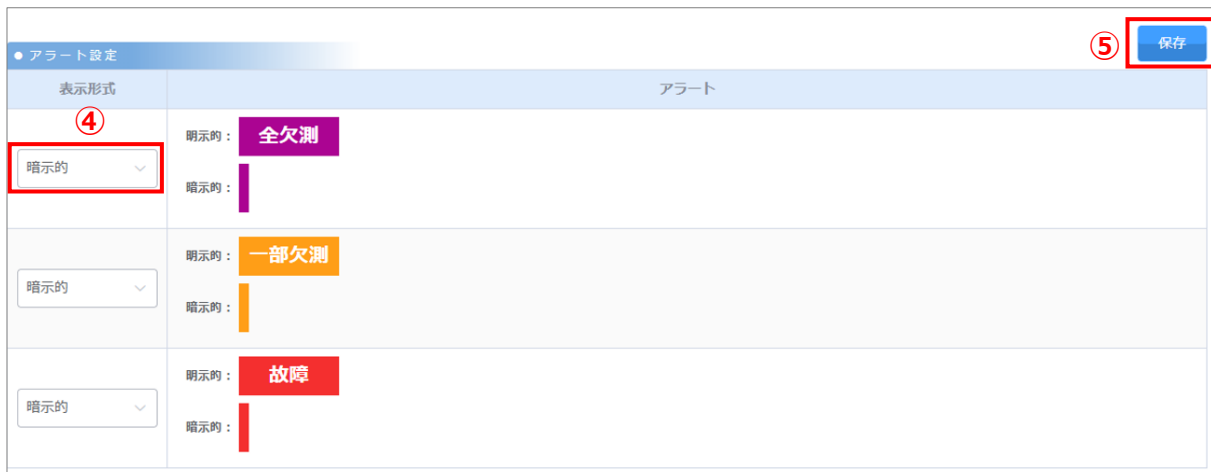 ⑤ 保存
● アラート設定
表示形式 アラート
④
明示的： 全欠測
暗示的
暗示的：
明示的： 一部欠測
暗示的
暗示的：
明示的： 故障
暗示的
暗示的：